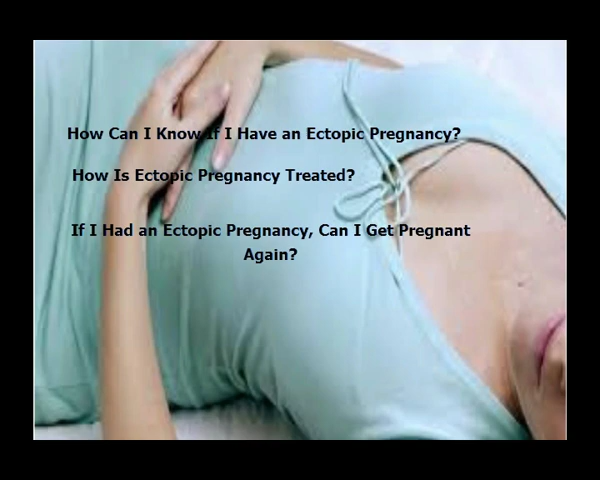 How Can I Know If I Have an Ectopic Pregnancy?
How Is Ectopic Pregnancy Treated?
If I Had an Ectopic Pregnancy, Can I Get Pregnant
Again?